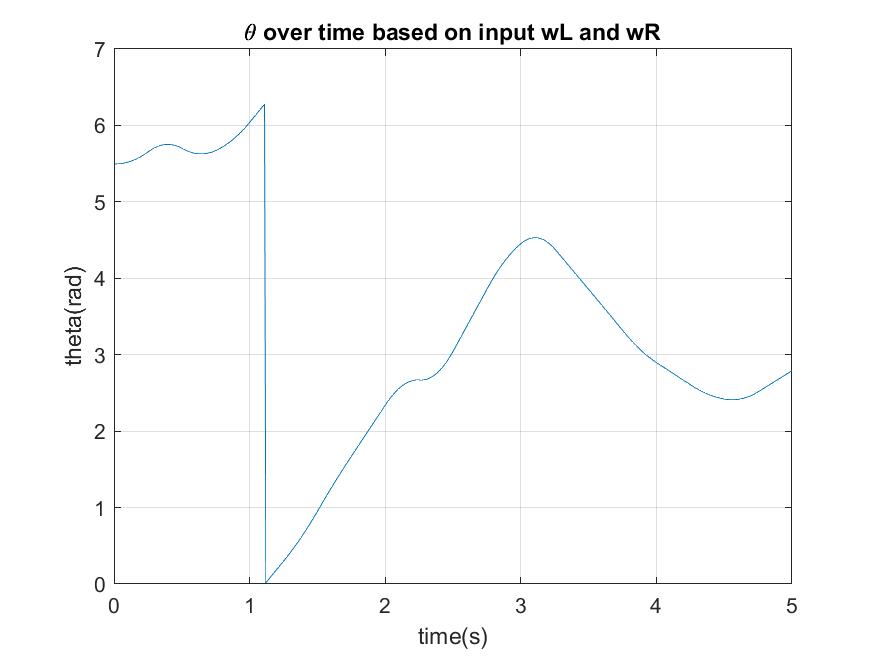 θ over time based on input wL and wR
7
6
5
4
3
2
1
0
theta(rad)
0 1 2 3 4 5
time(s)